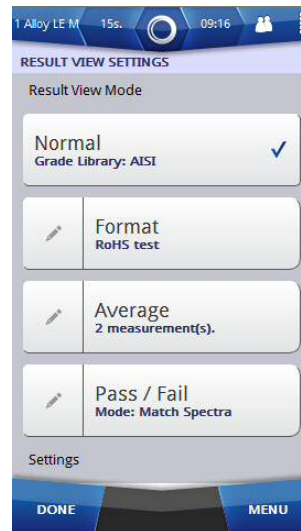 1 Alloy LE M 15s. 09:16
RESULT VIEW SETTINGS
Result View Mode
Normal
Grade Library: AISI
Format
RoHS test
Average
2 measurement(s).
Pass / Fail
Mode: Match Spectra
Settings
DONE MENU